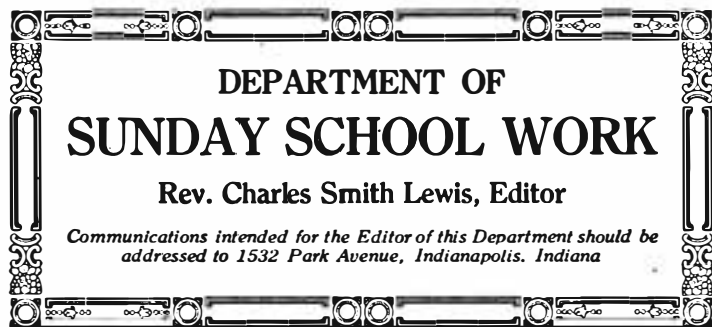 DEPARTMENT OF
SUNDAY SCHOOL WORK
Rev. Charles Smith Lewis, Editor
Communications intended for the Editor of this Department should be
addressed to 1532 Park Avenue, Indianapolis. Indiana